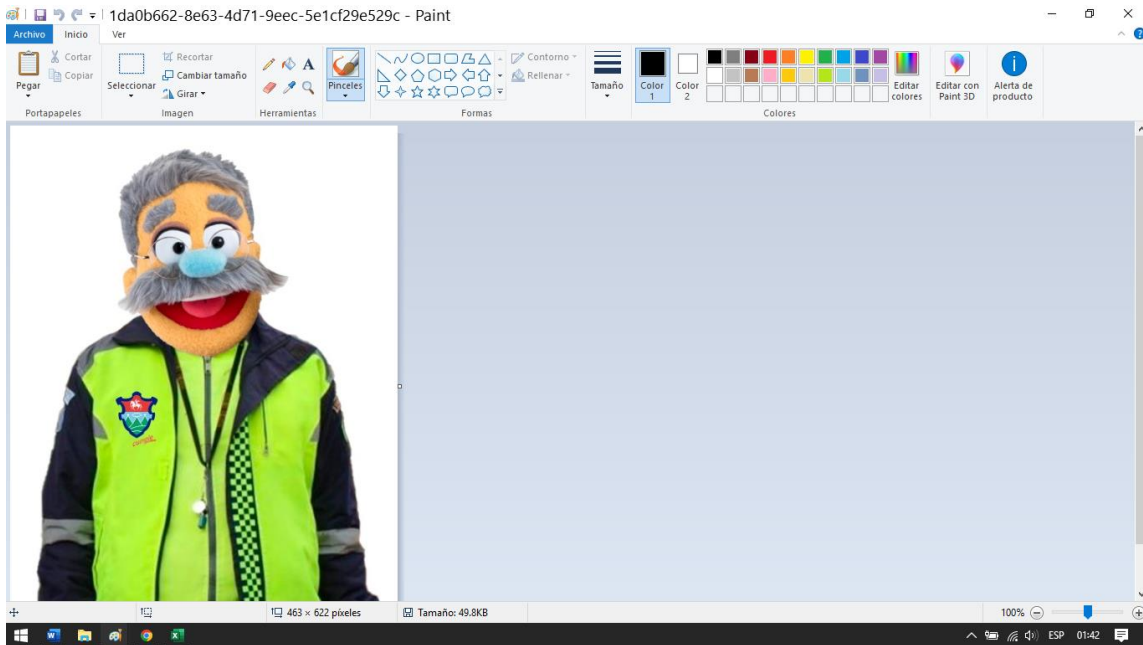 1da0b662-8e63-4d71-9eec-5e1cf29e529c - Paint
Archivo Inicio Ver
Pegar
Cortar
Copiar
Portapapeles
Seleccionar
Recortar
Cambiar tamaño
Girar
Imagen
A
Herramientas
Pinceles
Contorno
Rellenar
Formas
Tamaño
Color
1
Color
2
Editar
colores
Colores
Editar con
Paint 3D
Alerta de
producto
463 × 622 píxeles
Tamaño: 49.8KB
100%
ESP 01:42